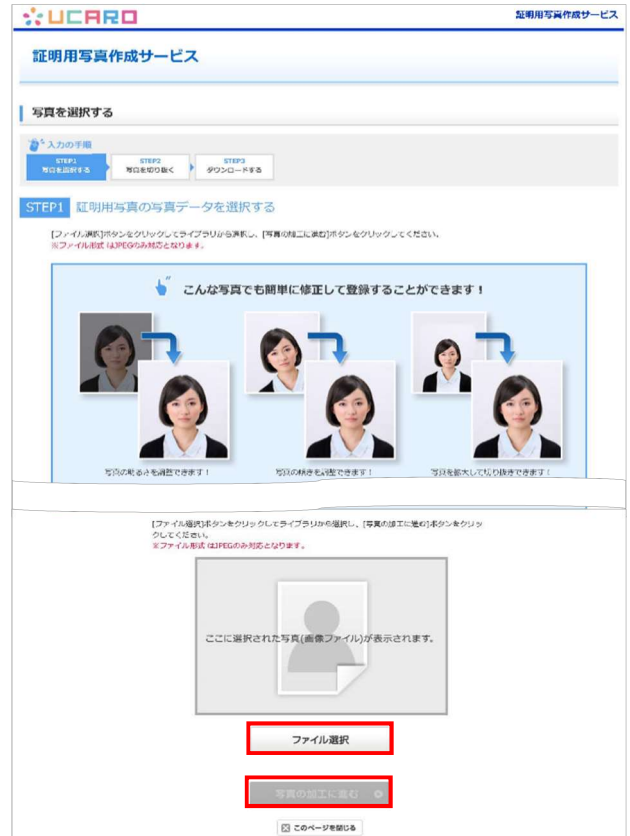 UCARO
証明用写真作成サービス
証明用写真作成サービス
写真を選択する
入力の手順
STEP1
写真を選択する
STEP2
写真を切り抜く
STEP3
ダウンロードする
STEP1 証明用写真の写真データを選択する
[ファイル選択]ボタンをクリックしてライブラリから選択し、[写真の加工に進む]ボタンをクリックしてください。
※ファイル形式はJPEGのみ対応となります。
こんな写真でも簡単に修正して登録することができます！
写真の明るさを調整できます！
写真の傾きを調整できます！
写真を拡大して切り抜きできます！
[ファイル選択]ボタンをクリックしてライブラリから選択し、[写真の加工に進む]ボタンをクリッ
クしてください。
※ファイル形式はJPEGのみ対応となります。
ここに選択された写真(画像ファイル)が表示されます。
ファイル選択
写真の加工に進む
このページを閉じる